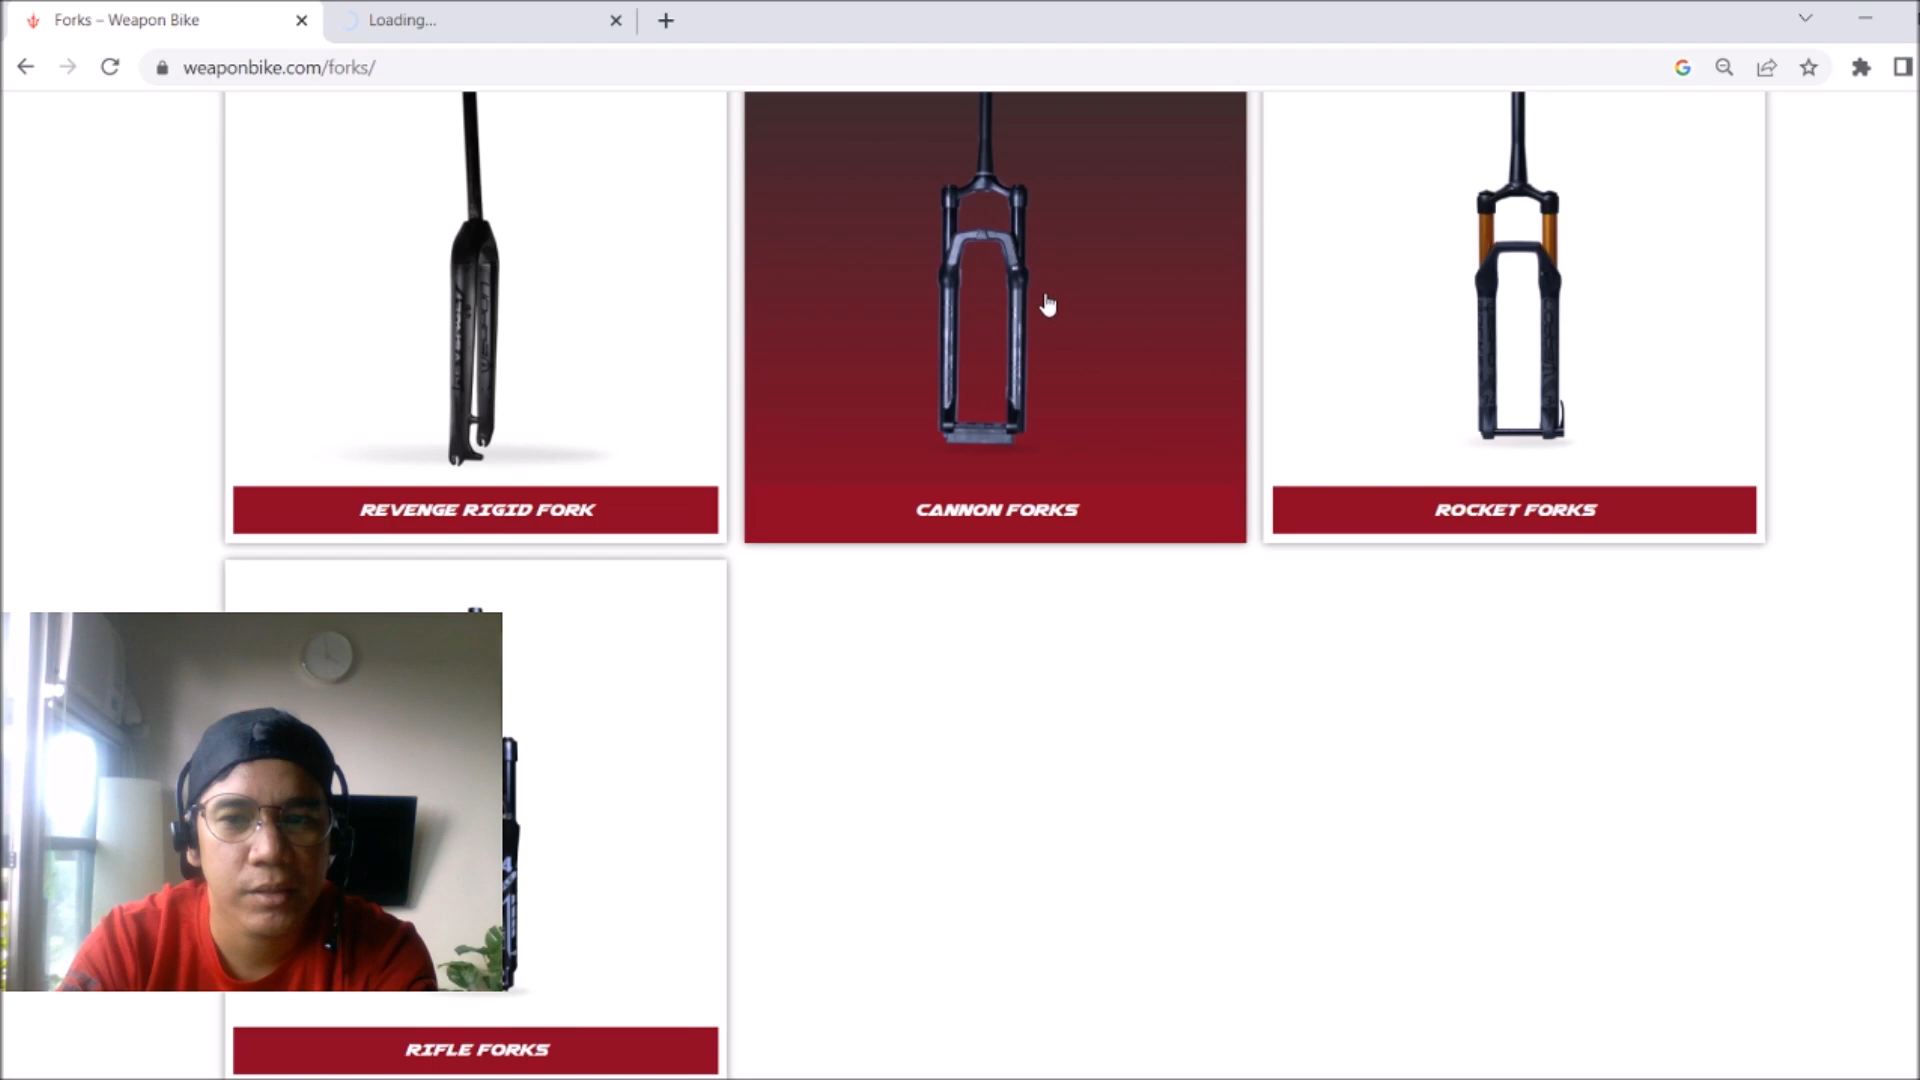 Forks – Weapon Bike
Loading...
weaponbike.com/forks/
REVENGE RIGID FORK
CANNON FORKS
ROCKET FORKS
RIFLE FORKS